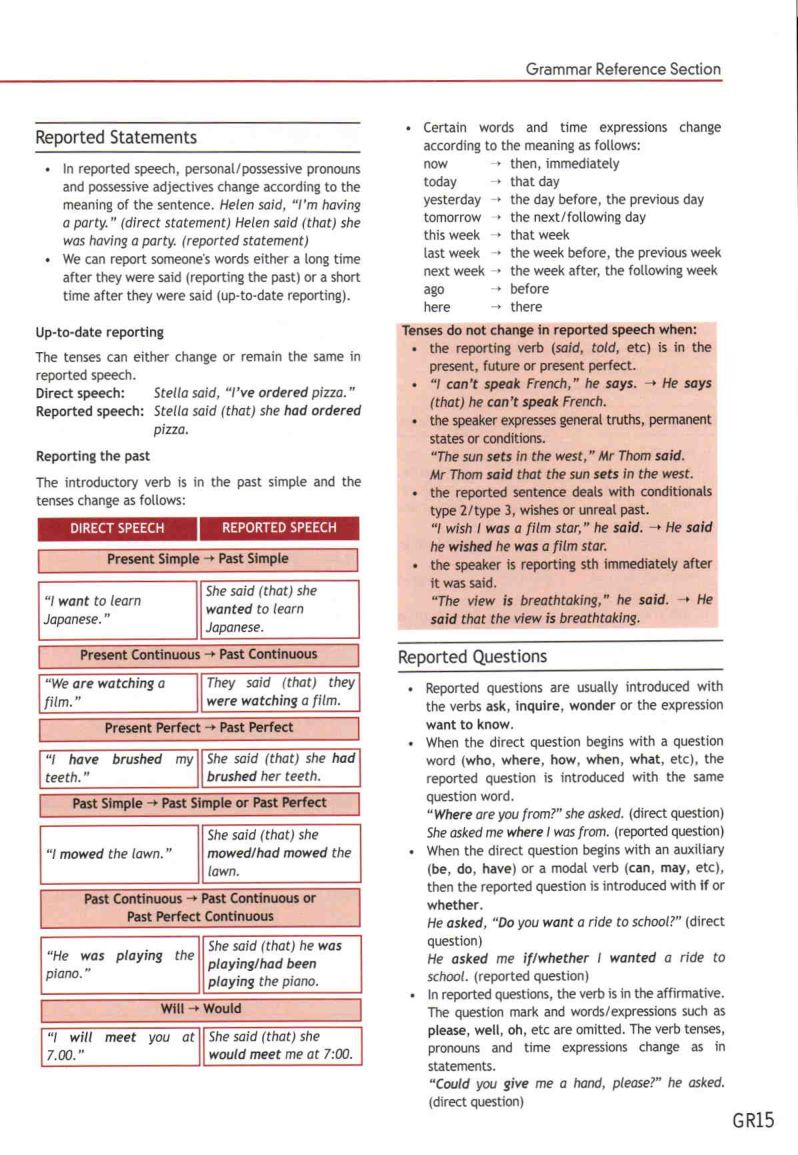 Grammar Reference Section
Reported Statements
• In reported speech, personal/possessive pronouns
and possessive adjectives change according to the
meaning of the sentence. Helen said, "I'm having
a party." (direct statement) Helen said (that) she
was having a party. (reported statement)
• We can report someone's words either a long time
after they were said (reporting the past) or a short
time after they were said (up-to-date reporting).
Up-to-date reporting
The tenses can either change or remain the same in
reported speech.
Direct speech: Stella said, "I've ordered pizza."
Reported speech: Stella said (that) she had ordered
pizza.
Reporting the past
The introductory verb is in the past simple and the
tenses change as follows:
DIRECT SPEECH REPORTED SPEECH
Present Simple → Past Simple
"I want to learn
Japanese."
She said (that) she
wanted to learn
Japanese.
Present Continuous → Past Continuous
"We are watching a
film."
They said (that) they
were watching a film.
Present Perfect → Past Perfect
"I have brushed my
teeth."
She said (that) she had
brushed her teeth.
Past Simple → Past Simple or Past Perfect
"I mowed the lawn."
She said (that) she
mowed/had mowed the
lawn.
Past Continuous → Past Continuous or
Past Perfect Continuous
"He was playing the
piano."
She said (that) he was
playing/had been
playing the piano.
Will → Would
"I will meet you at
7.00."
She said (that) she
would meet me at 7:00.
• Certain words and time expressions change
according to the meaning as follows:
now → then, immediately
today → that day
yesterday → the day before, the previous day
tomorrow → the next/following day
this week → that week
last week → the week before, the previous week
next week → the week after, the following week
ago → before
here → there
Tenses do not change in reported speech when:
• the reporting verb (said, told, etc) is in the
present, future or present perfect.
• "I can't speak French," he says. → He says
(that) he can't speak French.
• the speaker expresses general truths, permanent
states or conditions.
"The sun sets in the west," Mr Thom said.
Mr Thom said that the sun sets in the west.
• the reported sentence deals with conditionals
type 2/type 3, wishes or unreal past.
"I wish I was a film star," he said. → He said
he wished he was a film star.
• the speaker is reporting sth immediately after
it was said.
"The view is breathtaking," he said. → He
said that the view is breathtaking.
Reported Questions
• Reported questions are usually introduced with
the verbs ask, inquire, wonder or the expression
want to know.
• When the direct question begins with a question
word (who, where, how, when, what, etc), the
reported question is introduced with the same
question word.
"Where are you from?" she asked. (direct question)
She asked me where I was from. (reported question)
• When the direct question begins with an auxiliary
(be, do, have) or a modal verb (can, may, etc),
then the reported question is introduced with if or
whether.
He asked, "Do you want a ride to school?" (direct
question)
He asked me if/whether I wanted a ride to
school. (reported question)
• In reported questions, the verb is in the affirmative.
The question mark and words/expressions such as
please, well, oh, etc are omitted. The verb tenses,
pronouns and time expressions change as in
statements.
"Could you give me a hand, please?" he asked.
(direct question)
GR15